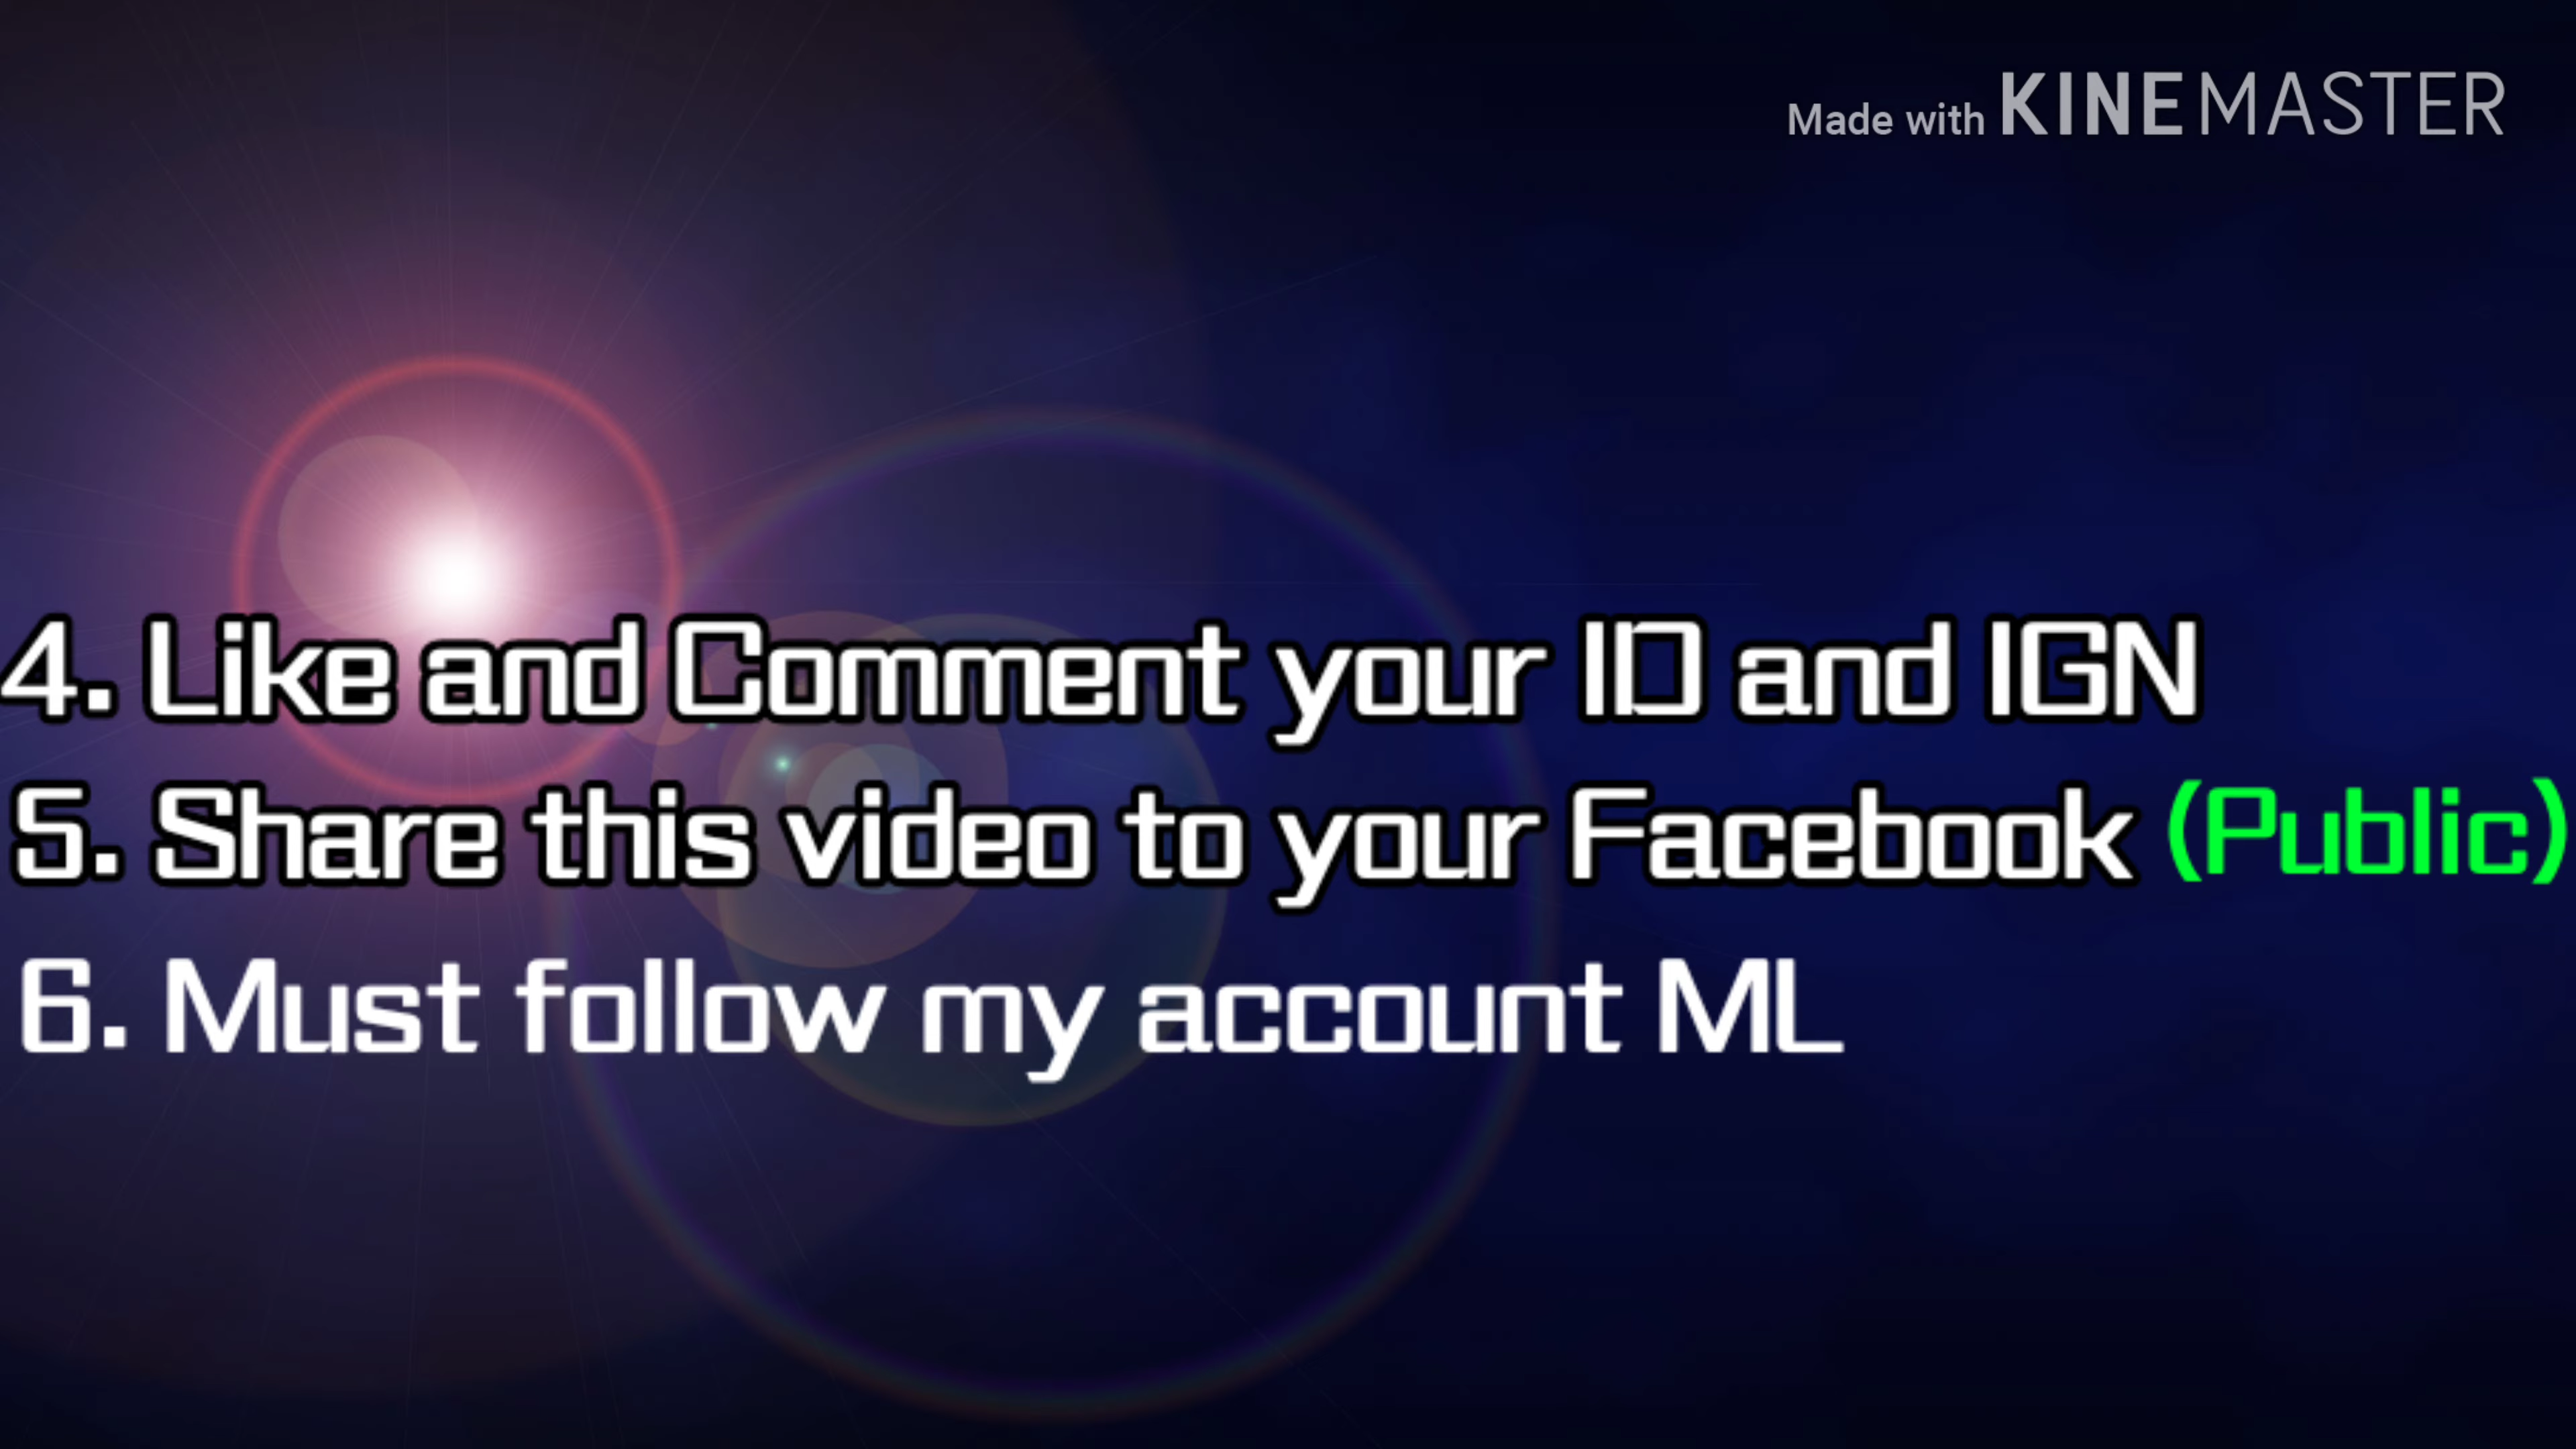 Made with KINEMASTER
4. Like and Comment your ID and IGN
5. Share this video to your Facebook (Public)
6. Must follow my account ML